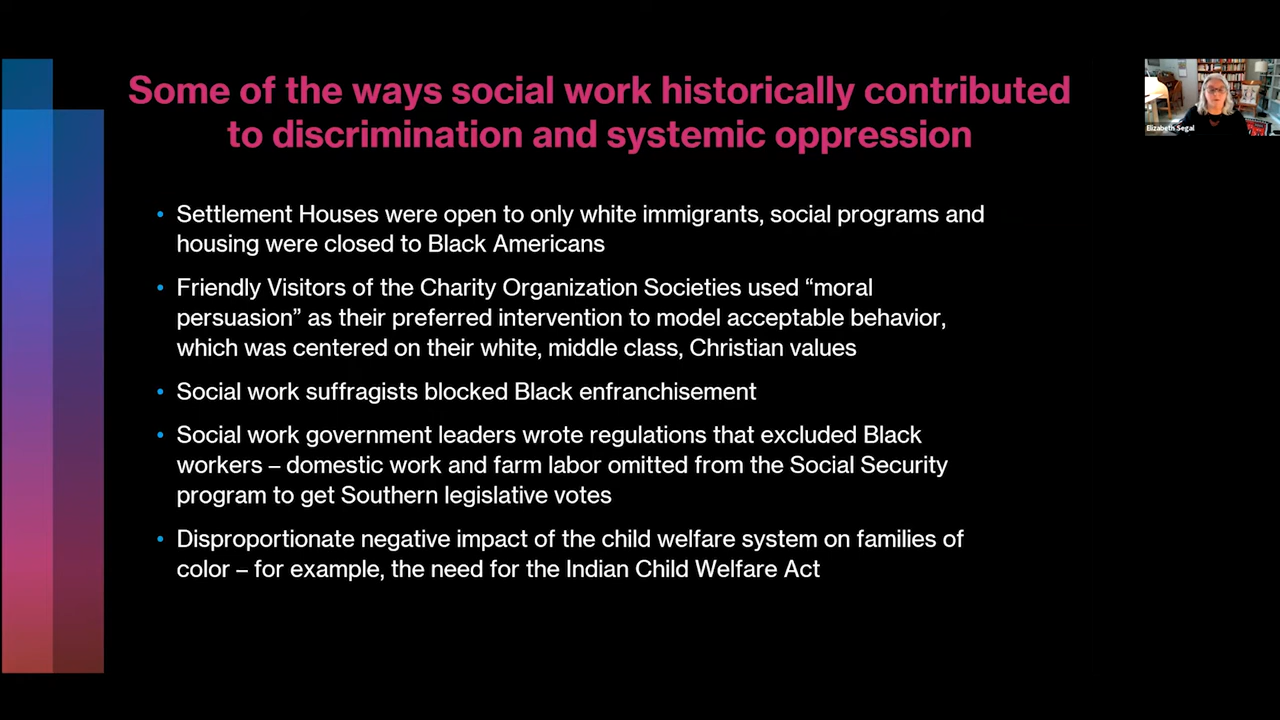 Some of the ways social work historically contributed
to discrimination and systemic oppression
• Settlement Houses were open to only white immigrants, social programs and
housing were closed to Black Americans
• Friendly Visitors of the Charity Organization Societies used “moral
persuasion” as their preferred intervention to model acceptable behavior,
which was centered on their white, middle class, Christian values
• Social work suffragists blocked Black enfranchisement
• Social work government leaders wrote regulations that excluded Black
workers – domestic work and farm labor omitted from the Social Security
program to get Southern legislative votes
• Disproportionate negative impact of the child welfare system on families of
color – for example, the need for the Indian Child Welfare Act
Elizabeth Segal